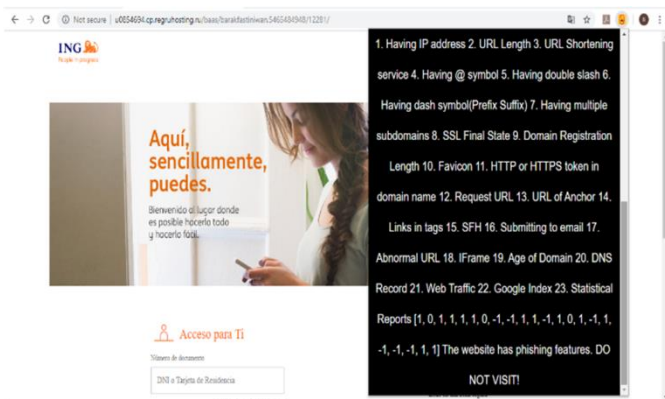 Not secure | u0854694.cp.regruhosting.ru/baas/barakfastiniwan.5465484948/12281/
ING
Aquí,
sencillamente,
puedes.
Bienvenido al lugar donde
es posible hacerlo todo
y hacerlo fácil.
Acceso para Ti
Número de documento
DNI o Tarjeta de Residencia
1. Having IP address 2. URL Length 3. URL Shortening
service 4. Having @ symbol 5. Having double slash 6.
Having dash symbol(Prefix Suffix) 7. Having multiple
subdomains 8. SSL Final State 9. Domain Registration
Length 10. Favicon 11. HTTP or HTTPS token in
domain name 12. Request URL 13. URL of Anchor 14.
Links in tags 15. SFH 16. Submitting to email 17.
Abnormal URL 18. IFrame 19. Age of Domain 20. DNS
Record 21. Web Traffic 22. Google Index 23. Statistical
Reports [1, 0, 1, 1, 1, 1, 0, -1, -1, 1, 1, -1, 1, 0, 1, -1, 1,
-1, -1, -1, 1, 1] The website has phishing features. DO
NOT VISIT!